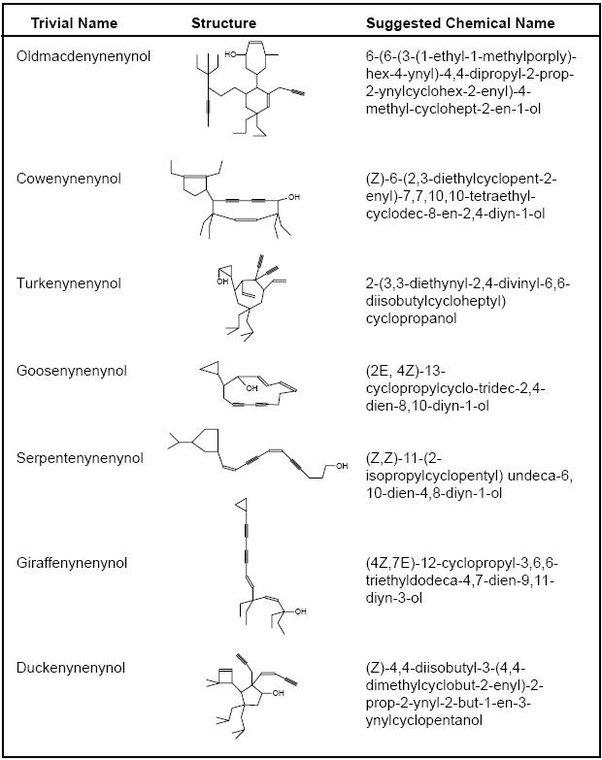 Trivial Name Structure Suggested Chemical Name
Oldmacdenynenynol
HO
6-(6-(3-(1-ethyl-1-methylporply)-
hex-4-ynyl)-4,4-dipropyl-2-prop-
2-ynylcyclohex-2-enyl)-4-
methyl-cyclohept-2-en-1-ol
Cowenynenynol
OH
(Z)-6-(2,3-diethylcyclopent-2-
enyl)-7,7,10,10-tetraethyl-
cyclodec-8-en-2,4-diyn-1-ol
Turkenynenynol
OH
2-(3,3-diethynyl-2,4-divinyl-6,6-
diisobutylcycloheptyl)
cyclopropanol
Goosenynenynol
OH
(2E, 4Z)-13-
cyclopropylcyclo-tridec-2,4-
dien-8,10-diyn-1-ol
Serpentenynenynol
OH
(Z,Z)-11-(2-
isopropylcyclopentyl) undeca-6,
10-dien-4,8-diyn-1-ol
Giraffenynenynol
OH
(4Z,7E)-12-cyclopropyl-3,6,6-
triethyldodeca-4,7-dien-9,11-
diyn-3-ol
Duckenynenynol
OH
(Z)-4,4-diisobutyl-3-(4,4-
dimethylcyclobut-2-enyl)-2-
prop-2-ynyl-2-but-1-en-3-
ynylcyclopentanol